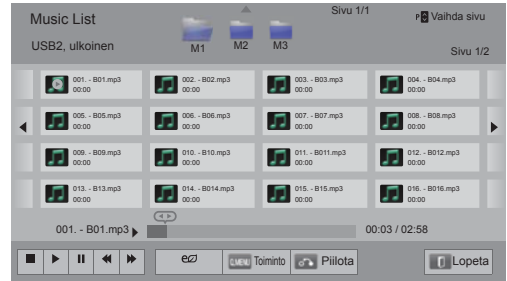 Music List
Sivu 1/1
P Vaihda sivu
USB2, ulkoinen
M1
M2
M3
Sivu 1/2
001. - B01.mp3
00:00
002. - B02.mp3
00:00
003. - B03.mp3
00:00
004. - B04.mp3
00:00
005. - B05.mp3
00:00
006. - B06.mp3
00:00
007. - B07.mp3
00:00
008. - B08.mp3
00:00
009. - B09.mp3
00:00
010. - B10.mp3
00:00
011. - B011.mp3
00:00
012. - B012.mp3
00:00
013. - B13.mp3
00:00
014. - B014.mp3
00:00
015. - B15.mp3
00:00
016. - B016.mp3
00:00
001. - B01.mp3
00:03 / 02:58
Q.MENU Toiminto
Piilota
Lopeta